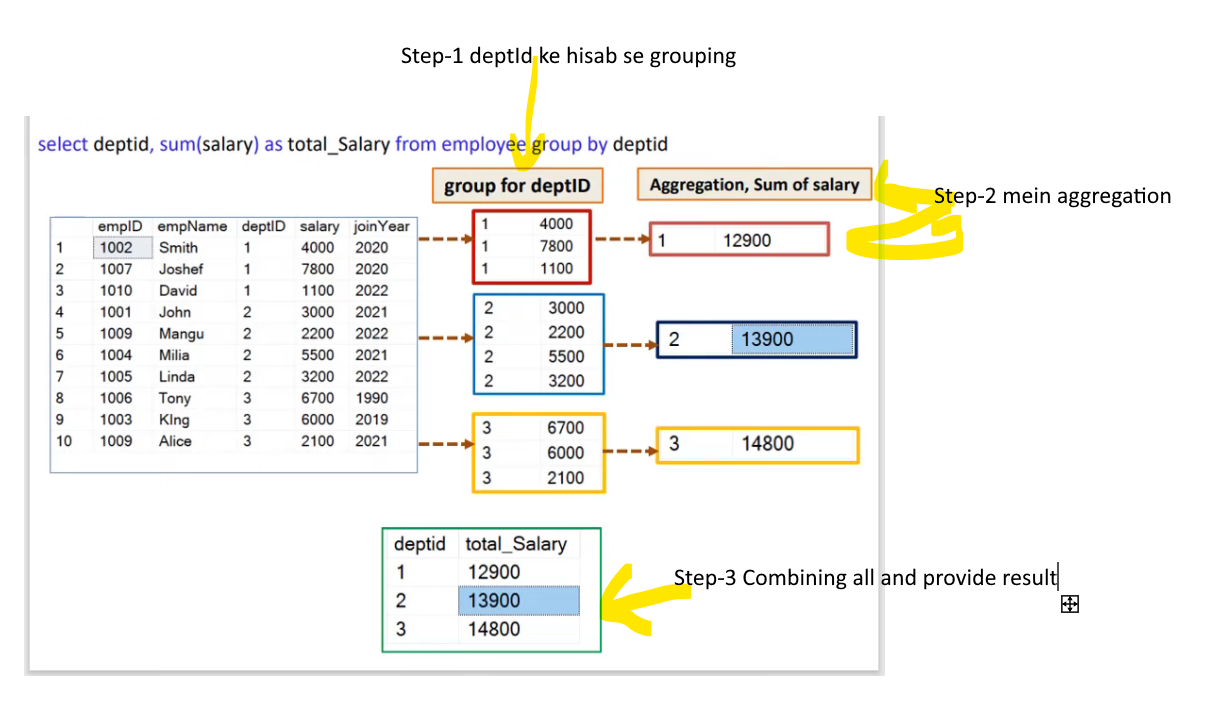 Step-1 deptId ke hisab se grouping
select deptid, sum(salary) as total_Salary from employee group by deptid
group for deptID
Aggregation, Sum of salary
Step-2 mein aggregation
empID empName deptID salary joinYear
1 1002 Smith 1 4000 2020
2 1007 Joshef 1 7800 2020
3 1010 David 1 1100 2022
4 1001 John 2 3000 2021
5 1009 Mangu 2 2200 2022
6 1004 Milia 2 5500 2021
7 1005 Linda 2 3200 2022
8 1006 Tony 3 6700 1990
9 1003 KIng 3 6000 2019
10 1009 Alice 3 2100 2021
1 4000
1 7800
1 1100
1 12900
2 3000
2 2200
2 5500
2 3200
2 13900
3 6700
3 6000
3 2100
3 14800
deptid total_Salary
1 12900
2 13900
3 14800
Step-3 Combining all and provide result